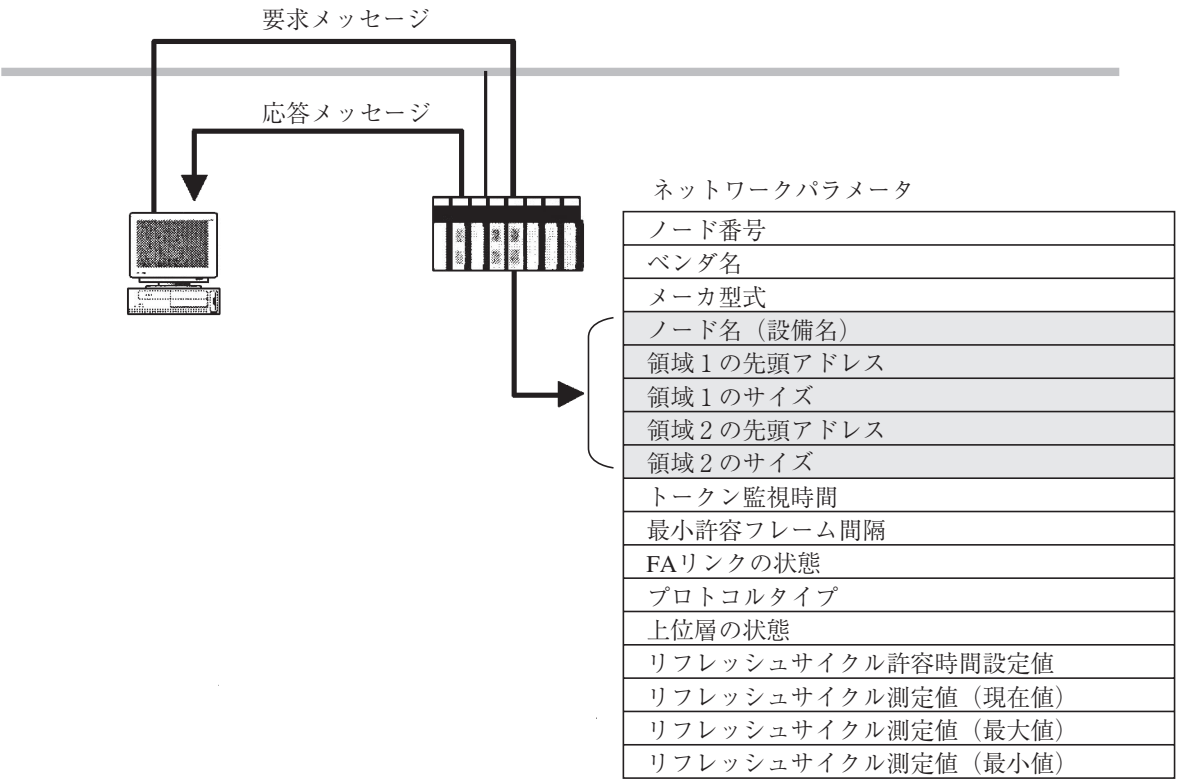 要求メッセージ
応答メッセージ
ネットワークパラメータ
ノード番号
ベンダ名
メーカ型式
ノード名（設備名）
領域１の先頭アドレス
領域１のサイズ
領域２の先頭アドレス
領域２のサイズ
トークン監視時間
最小許容フレーム間隔
FAリンクの状態
プロトコルタイプ
上位層の状態
リフレッシュサイクル許容時間設定値
リフレッシュサイクル測定値（現在値）
リフレッシュサイクル測定値（最大値）
リフレッシュサイクル測定値（最小値）